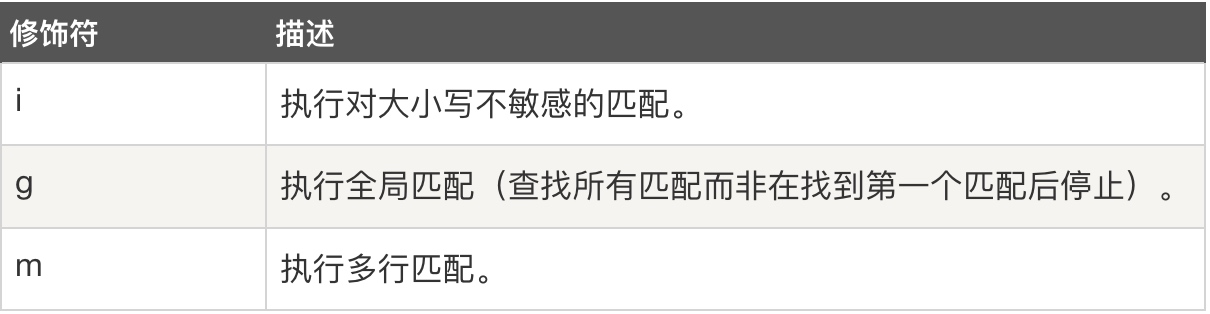 修饰符 描述
i 执行对大小写不敏感的匹配。
g 执行全局匹配（查找所有匹配而非在找到第一个匹配后停止）。
m 执行多行匹配。